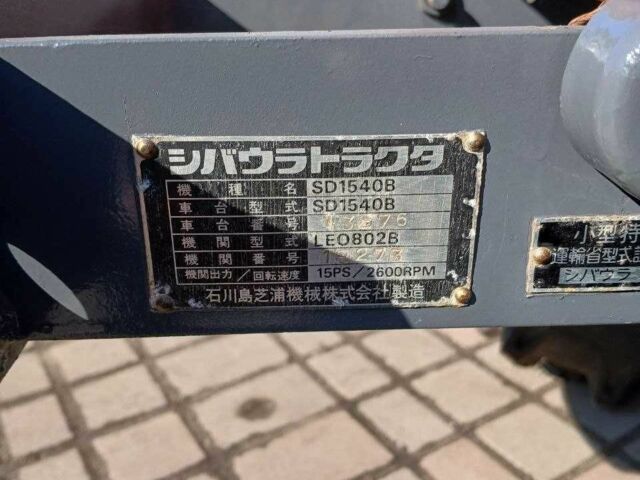 シバウラトラクタ
機種名 SD1540B
車台型式 SD1540B
車台番号
機関型式 LEO802B
機関番号
機関出力/回転速度 15PS/2600RPM
石川島芝浦機械株式会社製造
小型特
運輸省型式
シバウラ